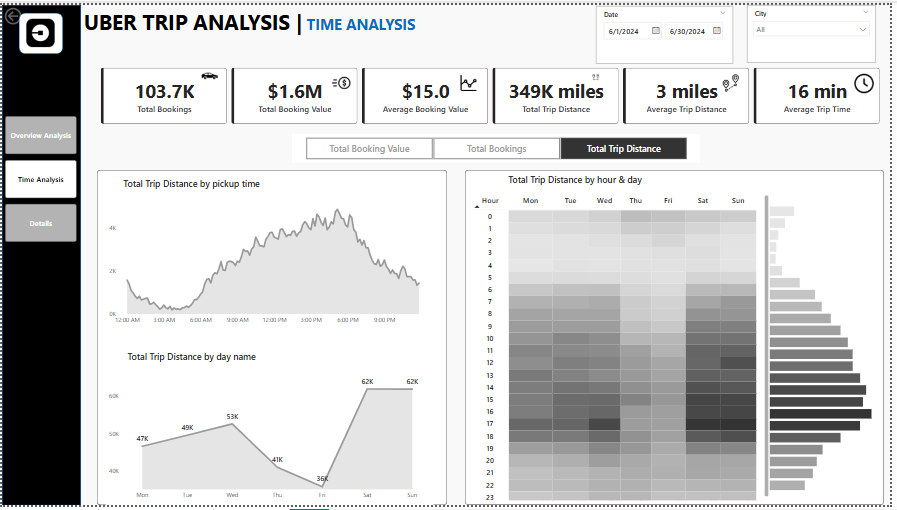 UBER TRIP ANALYSIS | TIME ANALYSIS
Date
6/1/2024 6/30/2024
City
All
103.7K
Total Bookings
$1.6M
Total Booking Value
$15.0
Average Booking Value
349K miles
Total Trip Distance
3 miles
Average Trip Distance
16 min
Average Trip Time
Overview Analysis
Time Analysis
Details
Total Booking Value
Total Bookings
Total Trip Distance
Total Trip Distance by pickup time
4K
2K
0K
12:00 AM 3:00 AM 6:00 AM 9:00 AM 12:00 PM 3:00 PM 6:00 PM 9:00 PM
Total Trip Distance by day name
60K
50K
40K
47K
49K
53K
41K
36K
62K
62K
Mon Tue Wed Thu Fri Sat Sun
Total Trip Distance by hour & day
Hour Mon Tue Wed Thu Fri Sat Sun
0
1
2
3
4
5
6
7
8
9
10
11
12
13
14
15
16
17
18
19
20
21
22
23